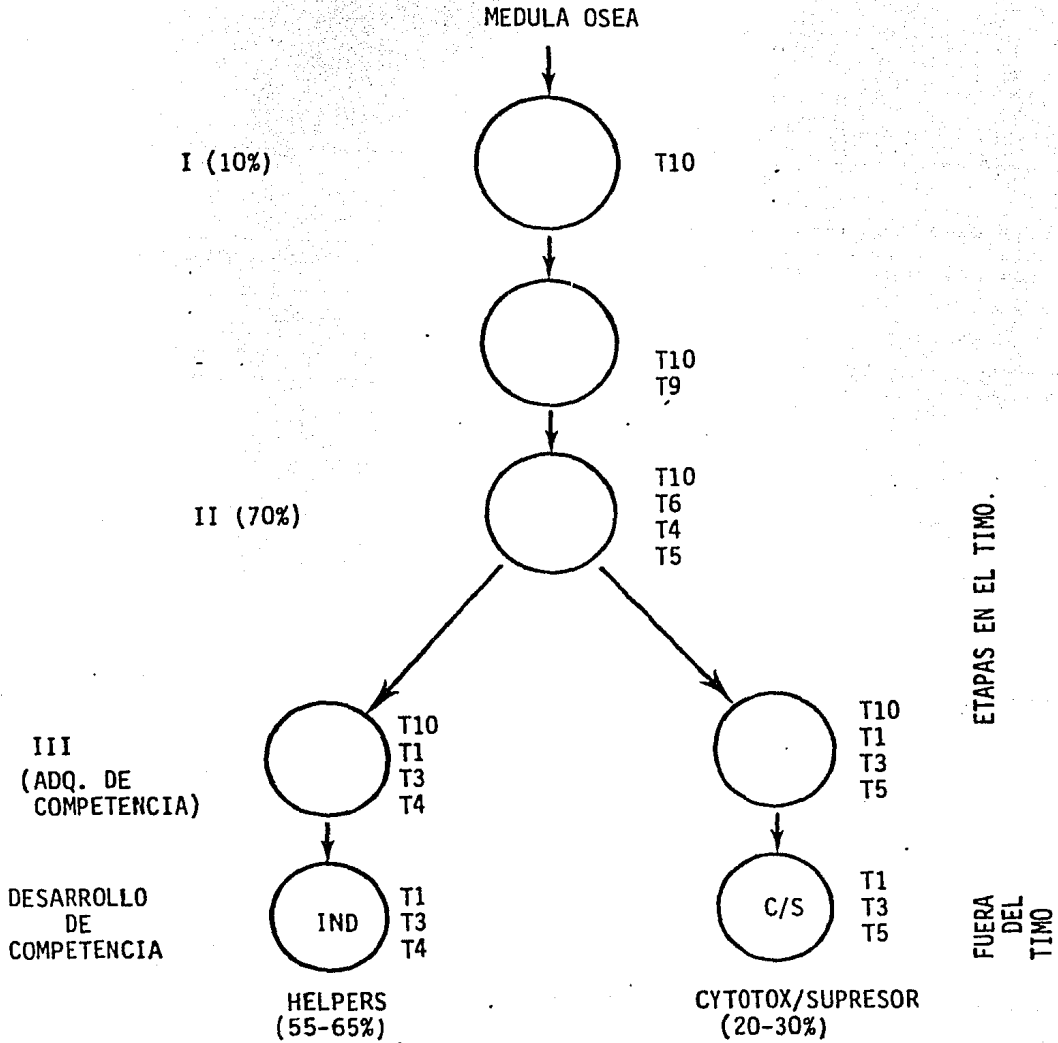 MEDULA OSEA
I (10%)
T10
T10
T9
II (70%)
T10
T6
T4
T5
ETAPAS EN EL TIMO.
III
(ADQ. DE
COMPETENCIA)
T10
T1
T3
T4
T10
T1
T3
T5
DESARROLLO
DE
COMPETENCIA
IND
T1
T3
T4
C/S
T1
T3
T5
FUERA
DEL
TIMO
HELPERS
(55-65%)
CYTOTOX/SUPRESOR
(20-30%)